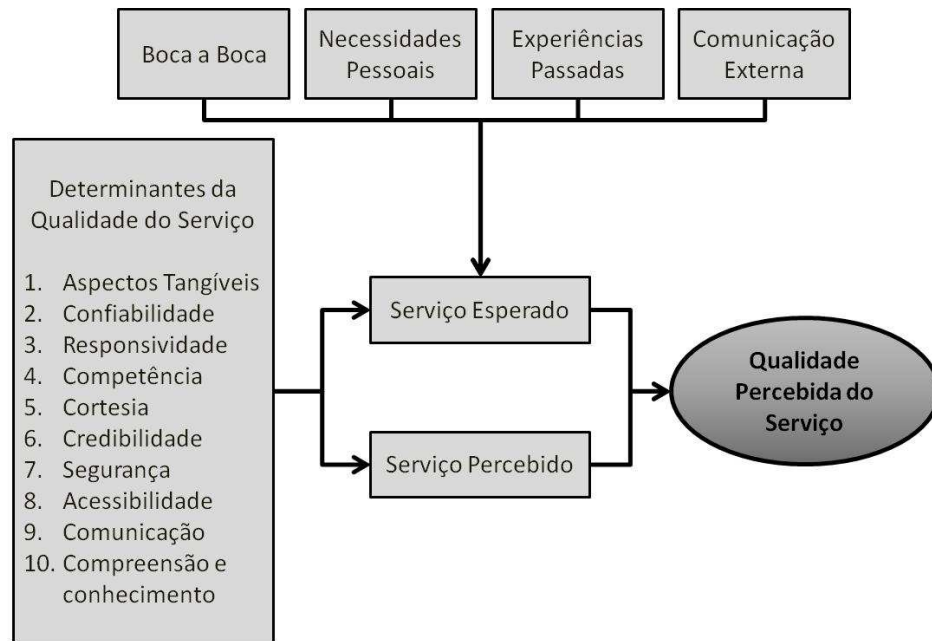 Boca a Boca
Necessidades
Pessoais
Experiências
Passadas
Comunicação
Externa
Determinantes da
Qualidade do Serviço
1. Aspectos Tangíveis
2. Confiabilidade
3. Responsividade
4. Competência
5. Cortesia
6. Credibilidade
7. Segurança
8. Acessibilidade
9. Comunicação
10. Compreensão e
conhecimento
Serviço Esperado
Serviço Percebido
Qualidade
Percebida do
Serviço